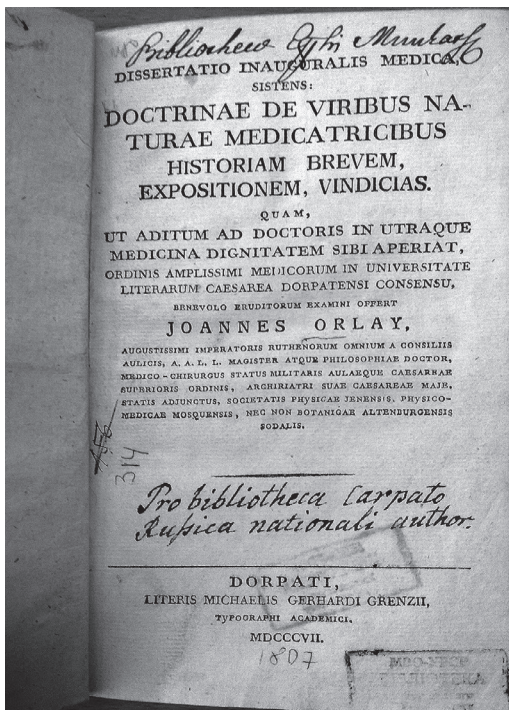 Bibliothecae Munkacs
DISSERTATIO INAUGURALIS MEDICA,
SISTENS:
DOCTRINAE DE VIRIBUS NA-
TURAE MEDICATRICIBUS
HISTORIAM BREVEM,
EXPOSITIONEM, VINDICIAS.
QUAM,
UT ADITUM AD DOCTORIS IN UTRAQUE
MEDICINA DIGNITATEM SIBI APERIAT,
ORDINIS AMPLISSIMI MEDICORUM IN UNIVERSITATE
LITERARUM CAESAREA DORPATENSI CONSENSU,
BENEVOLO ERUDITORUM EXAMINI OFFERT
JOANNES ORLAY,
AUGUSTISSIMI IMPERATORIS RUTHENORUM OMNIUM A CONSILIIS
AULICIS, A. A. L. L. MAGISTER ATQUE PHILOSOPHIAE DOCTOR,
MEDICO-CHIRURGUS STATUS MILITARIS AULAEQUE CAESAREAE
SUPERIORIS ORDINIS, ARCHIRIATRI SUAE CAESAREAE MAJE,
STATIS ADJUNCTUS, SOCIETATIS PHYSICAE JENENSIS, PHYSICO-
MEDICAE MOSQUENSIS, NEC NON BOTANICAE ALTENBURGENSIS
SODALIS.
314
Pro bibliotheca Carpato
Russica nationali author.
DORPATI,
LITERIS MICHAELIS GERHARDI GRENZII,
TYPOGRAPHI ACADEMICI.
MDCCCVII.
1807